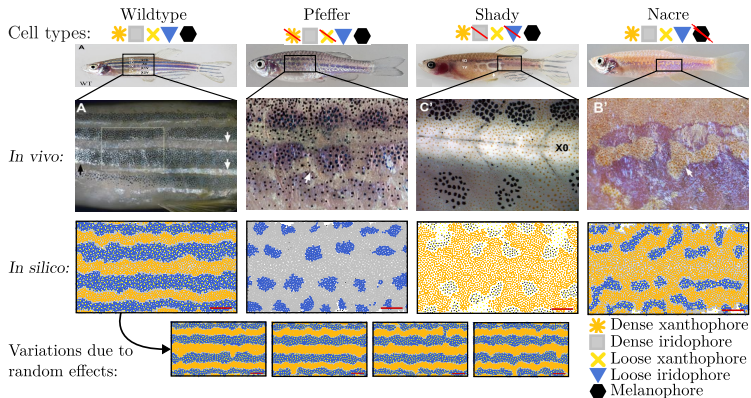 Wildtype Pfeffer Shady Nacre
Cell types:
A
WT
A C' B'
X0
In vivo:
In silico:
Variations due to
random effects:
Dense xanthophore
Dense iridophore
Loose xanthophore
Loose iridophore
Melanophore